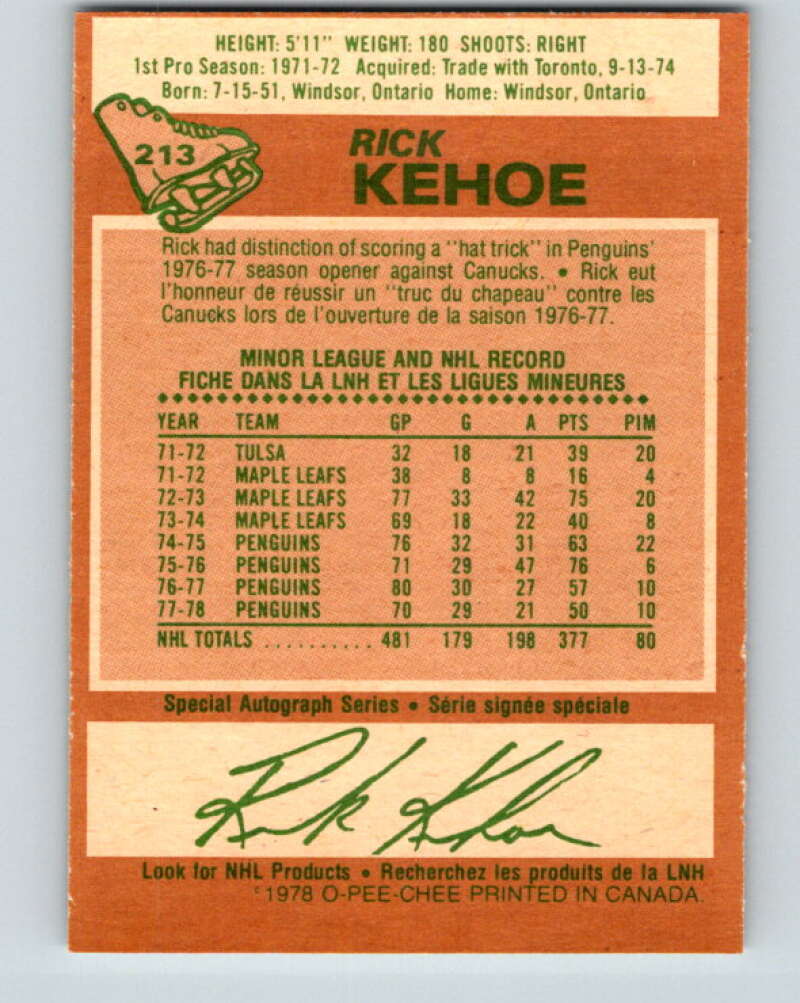 HEIGHT: 5'11" WEIGHT: 180 SHOOTS: RIGHT
1st Pro Season: 1971-72 Acquired: Trade with Toronto, 9-13-74
Born: 7-15-51, Windsor, Ontario Home: Windsor, Ontario
213
RICK
KEHOE
Rick had distinction of scoring a "hat trick" in Penguins'
1976-77 season opener against Canucks. • Rick eut
l'honneur de réussir un "truc du chapeau" contre les
Canucks lors de l'ouverture de la saison 1976-77.
MINOR LEAGUE AND NHL RECORD
FICHE DANS LA LNH ET LES LIGUES MINEURES
YEAR TEAM GP G A PTS PIM
71-72 TULSA 32 18 21 39 20
71-72 MAPLE LEAFS 38 8 8 16 4
72-73 MAPLE LEAFS 77 33 42 75 20
73-74 MAPLE LEAFS 69 18 22 40 8
74-75 PENGUINS 76 32 31 63 22
75-76 PENGUINS 71 29 47 76 6
76-77 PENGUINS 80 30 27 57 10
77-78 PENGUINS 70 29 21 50 10
NHL TOTALS .......... 481 179 198 377 80
Special Autograph Series • Série signée spéciale
Rick Kehoe
Look for NHL Products • Recherchez les produits de la LNH
© 1978 O-PEE-CHEE PRINTED IN CANADA.